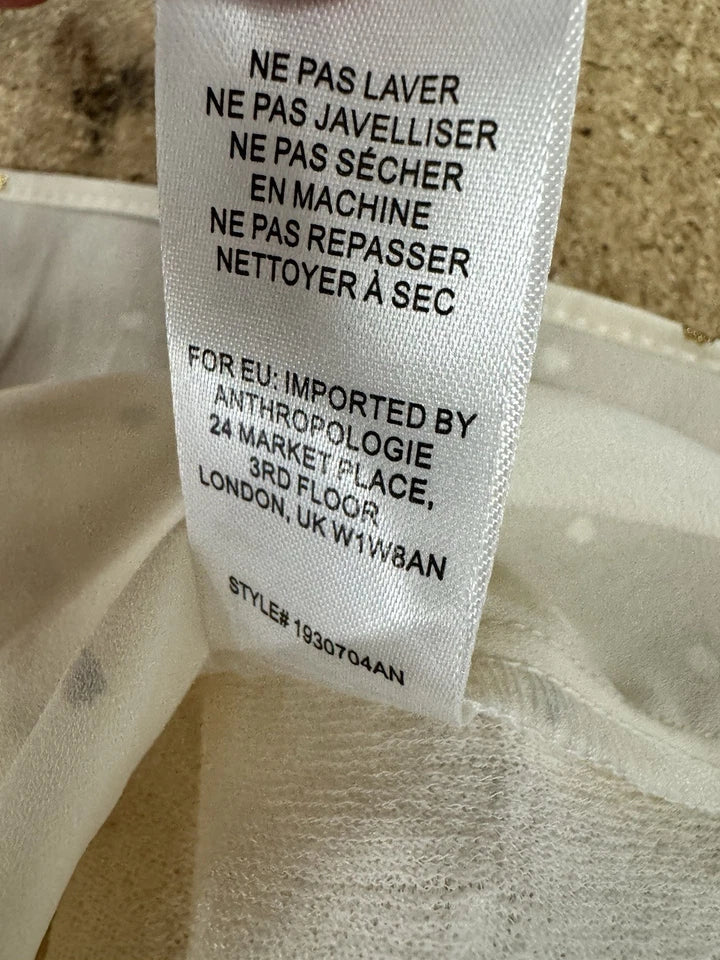 NE PAS LAVER
NE PAS JAVELLISER
NE PAS SÉCHER
EN MACHINE
NE PAS REPASSER
NETTOYER À SEC
FOR EU: IMPORTED BY
ANTHROPOLOGIE
24 MARKET PLACE,
3RD FLOOR
LONDON, UK W1W8AN
STYLE# 1930704AN